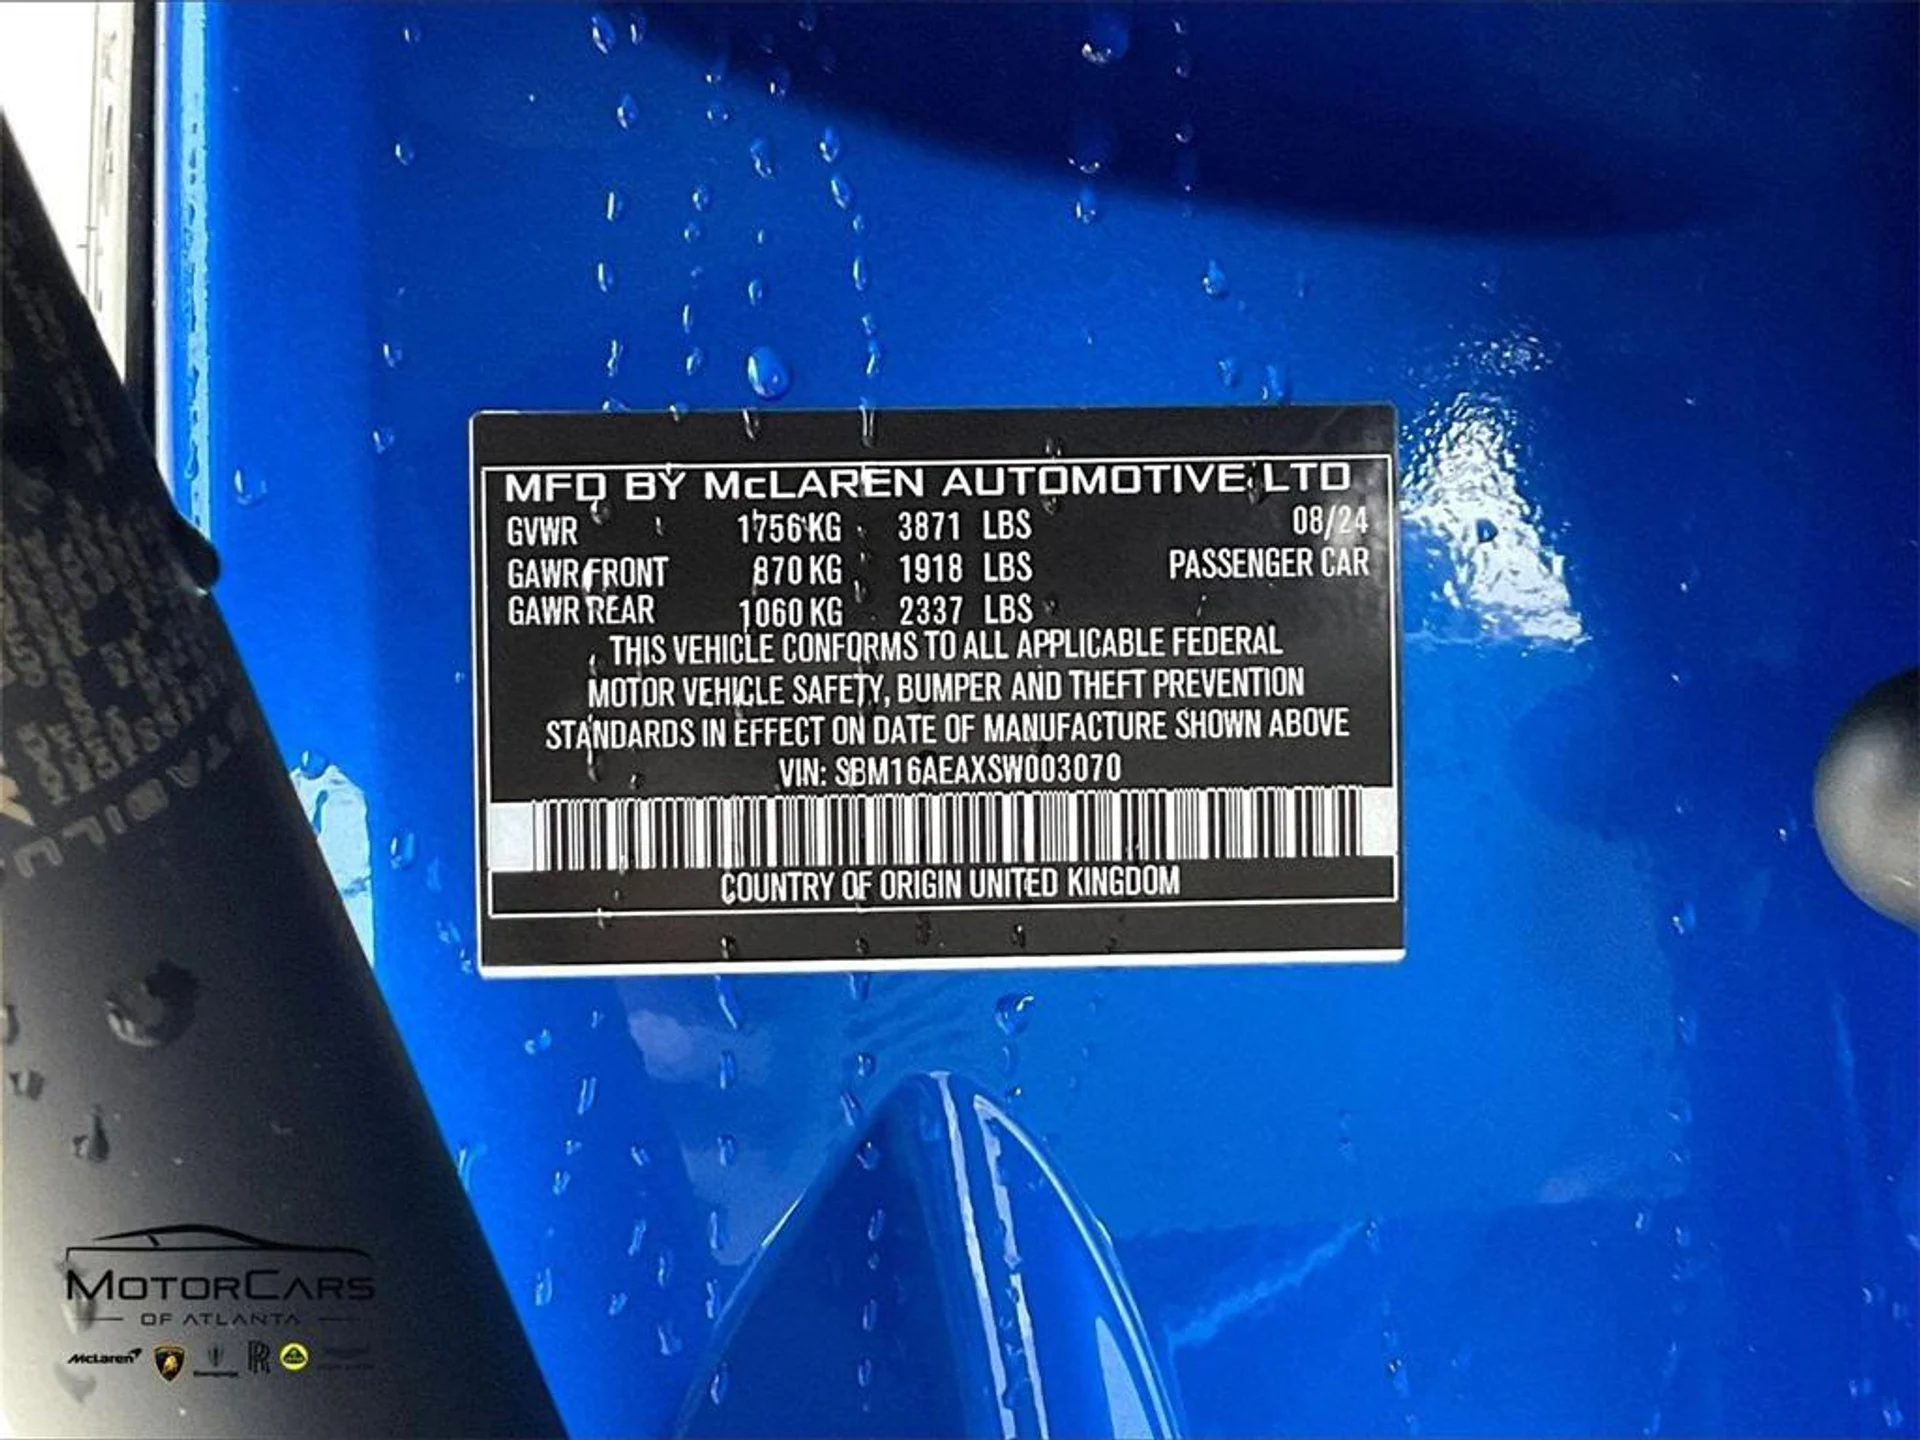 MFD BY McLAREN AUTOMOTIVE LTD
GVWR 1756 KG 3871 LBS 08/24
GAWR FRONT 870 KG 1918 LBS PASSENGER CAR
GAWR REAR 1060 KG 2337 LBS
THIS VEHICLE CONFORMS TO ALL APPLICABLE FEDERAL
MOTOR VEHICLE SAFETY, BUMPER AND THEFT PREVENTION
STANDARDS IN EFFECT ON DATE OF MANUFACTURE SHOWN ABOVE
VIN: SBM16AEAXSW003070
COUNTRY OF ORIGIN UNITED KINGDOM
MOTORCARS
OF ATLANTA
McLaren